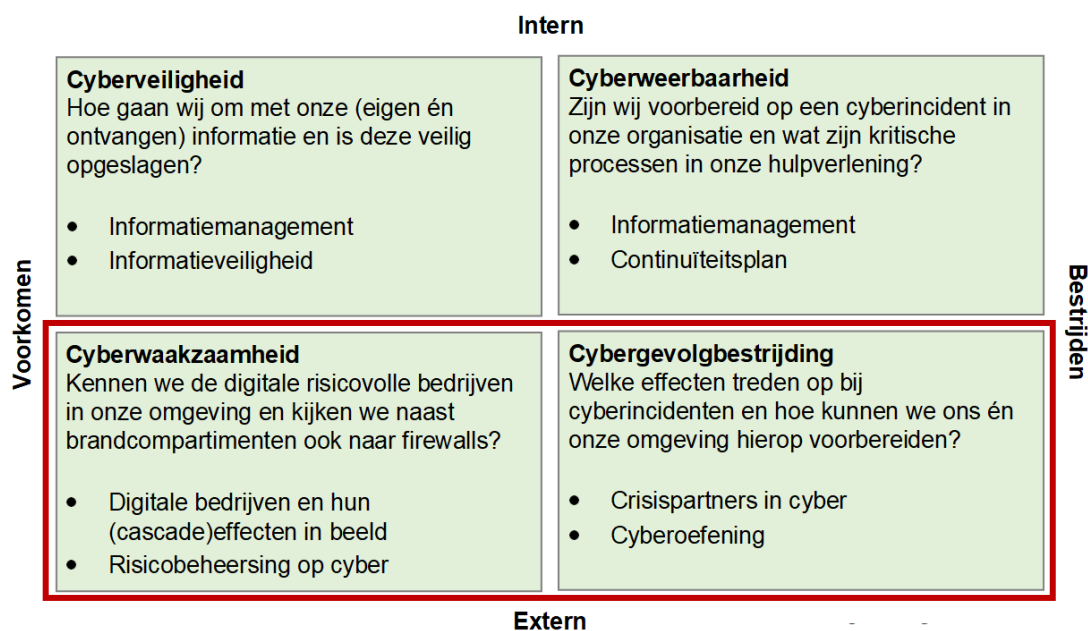 Intern
Cyberveiligheid
Hoe gaan wij om met onze (eigen én
ontvangen) informatie en is deze veilig
opgeslagen?
• Informatiemanagement
• Informatieveiligheid
Cyberweerbaarheid
Zijn wij voorbereid op een cyberincident in
onze organisatie en wat zijn kritische
processen in onze hulpverlening?
• Informatiemanagement
• Continuïteitsplan
Voorkomen
Bestrijden
Cyberwaakzaamheid
Kennen we de digitale risicovolle bedrijven
in onze omgeving en kijken we naast
brandcompartimenten ook naar firewalls?
• Digitale bedrijven en hun
(cascade)effecten in beeld
• Risicobeheersing op cyber
Cybergevolgbestrijding
Welke effecten treden op bij
cyberincidenten en hoe kunnen we ons én
onze omgeving hierop voorbereiden?
• Crisispartners in cyber
• Cyberoefening
Extern